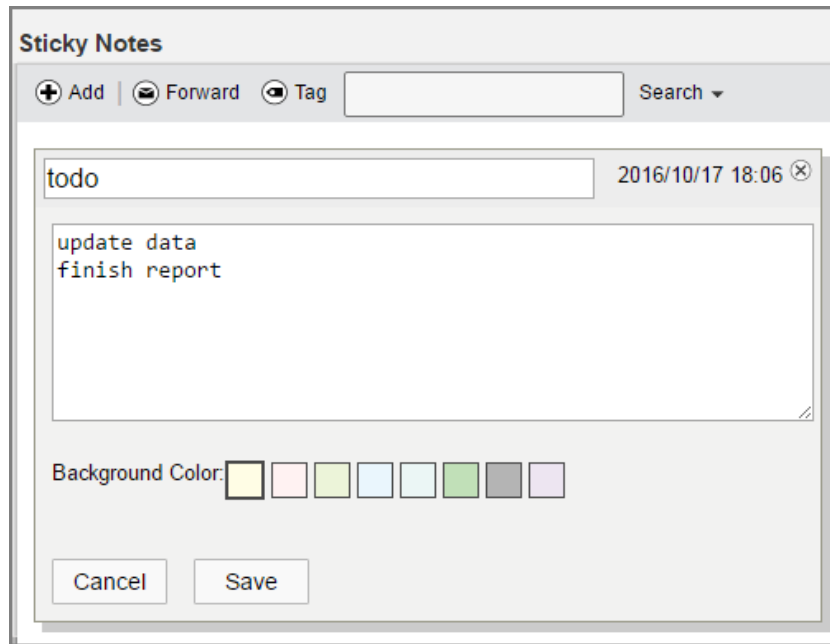 Sticky Notes
Add | Forward Tag Search
todo 2016/10/17 18:06
update data
finish report
Background Color:
Cancel Save